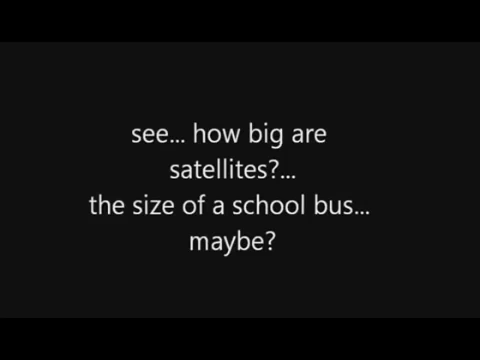 see... how big are
satellites?...
the size of a school bus...
maybe?